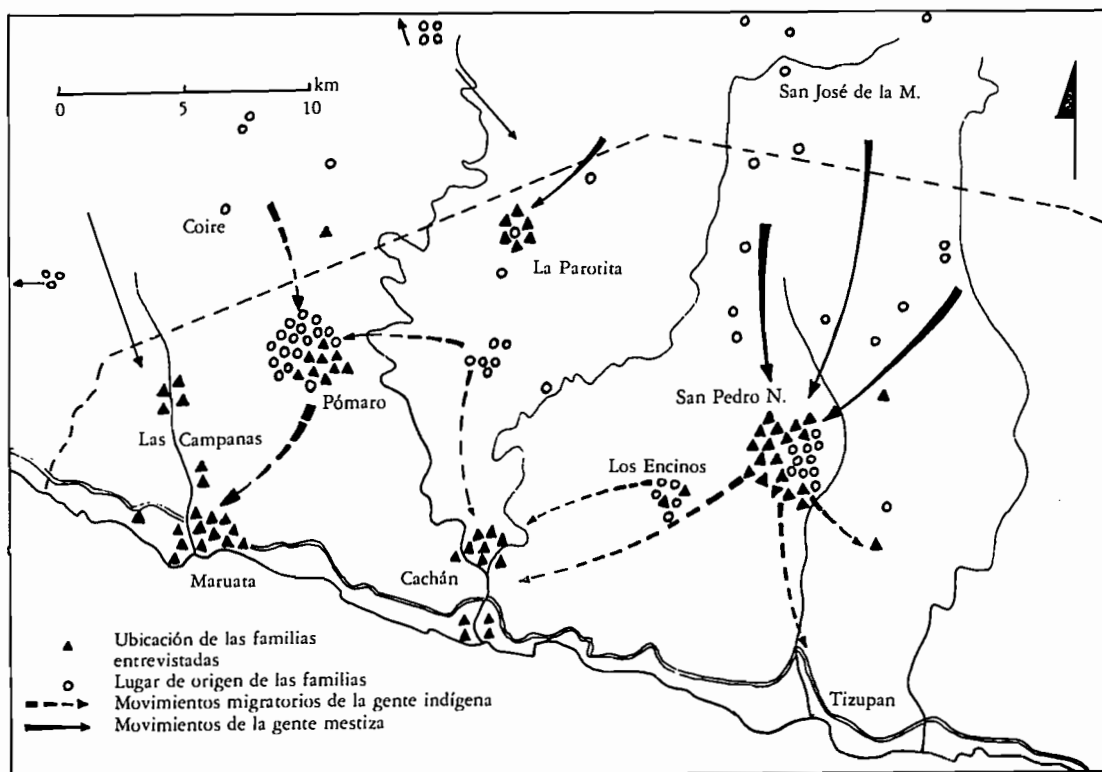 km
0 5 10
San José de la M.
Coire
La Parotita
Pómaro
San Pedro N.
Las Campanas
Los Encinos
Maruata
Cachán
Tizupan
Ubicación de las familias
entrevistadas
Lugar de origen de las familias
Movimientos migratorios de la gente indígena
Movimientos de la gente mestiza